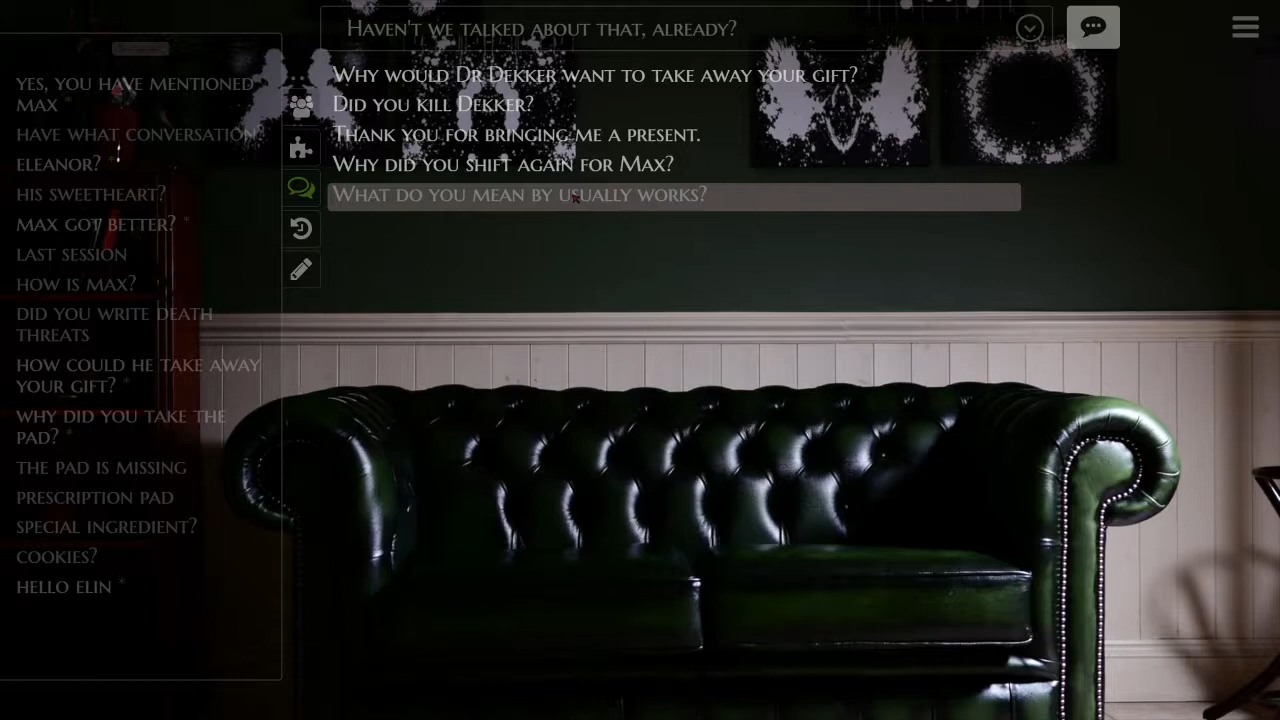 Haven't we talked about that, already?
Why would Dr Dekker want to take away your gift?
Did you kill Dekker?
Thank you for bringing me a present.
Why did you shift again for Max?
What do you mean by usually works?
yes, you have mentioned
Max *
have what conversation?
Eleanor? *
his sweetheart?
Max got better? *
last session
how is Max?
did you write death
threats
how could he take away
your gift? *
why did you take the
pad? *
the pad is missing
prescription pad
special ingredient?
cookies?
hello Elin *